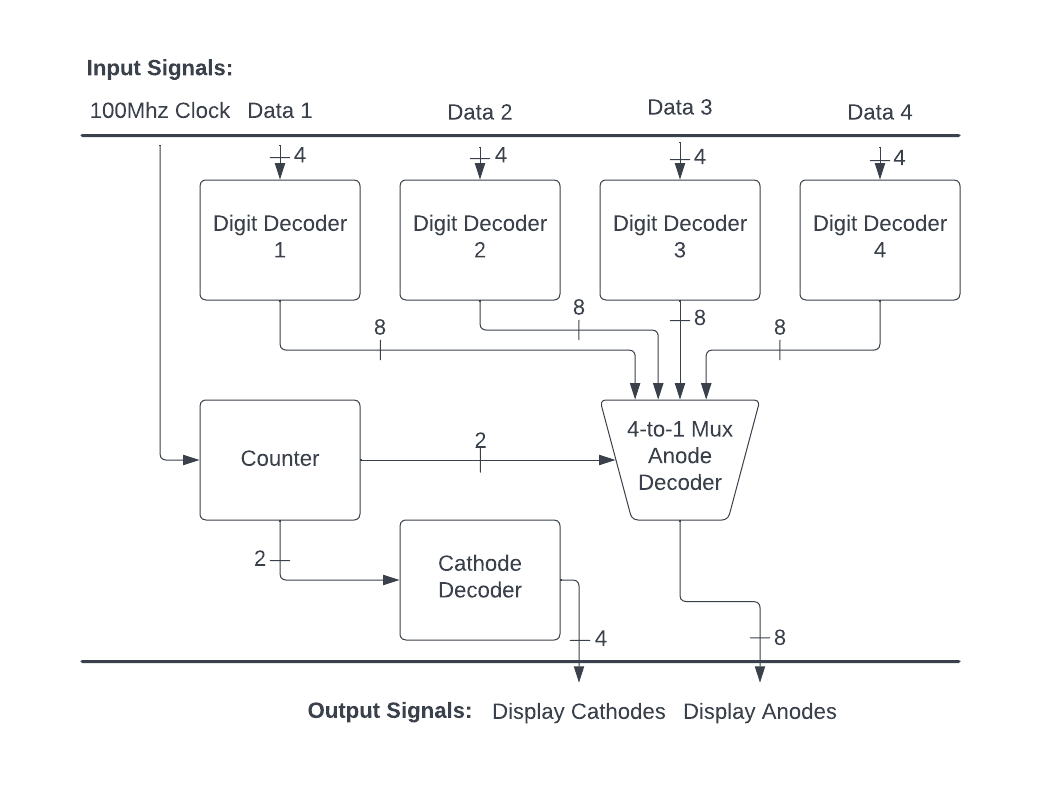 Input Signals:
100Mhz Clock Data 1 Data 2 Data 3 Data 4
4 4 4 4
Digit Decoder
1
Digit Decoder
2
Digit Decoder
3
Digit Decoder
4
8
8
8
8
Counter
2
4-to-1 Mux
Anode
Decoder
2
Cathode
Decoder
4
8
Output Signals: Display Cathodes Display Anodes